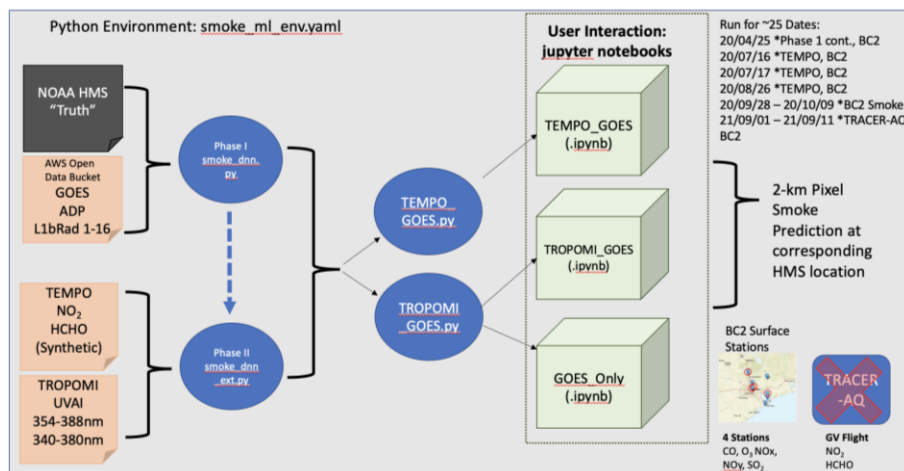 Python Environment: smoke_ml_env.yaml
NOAA HMS
“Truth”
AWS Open
Data Bucket
GOES
ADP
L1bRad 1-16
TEMPO
NO₂
HCHO
(Synthetic)
TROPOMI
UVAI
354-388nm
340-380nm
Phase I
smoke_dnn.
py
Phase II
smoke_dnn
_ext.py
TEMPO_
GOES.py
TROPOMI
_GOES.py
User Interaction:
jupyter notebooks
TEMPO_GOES
(.ipynb)
TROPOMI_GOES
(.ipynb)
GOES_Only
(.ipynb)
Run for ~25 Dates:
20/04/25 *Phase 1 cont., BC2
20/07/16 *TEMPO, BC2
20/07/17 *TEMPO, BC2
20/08/26 *TEMPO, BC2
20/09/28 – 20/10/09 *BC2 Smoke
21/09/01 – 21/09/11 *TRACER-AQ,
BC2
2-km Pixel
Smoke
Prediction at
corresponding
HMS location
BC2 Surface
Stations
4 Stations
CO, O₃ NOx,
NOy, SO₂
TRACER
-AQ
GV Flight
NO₂
HCHO